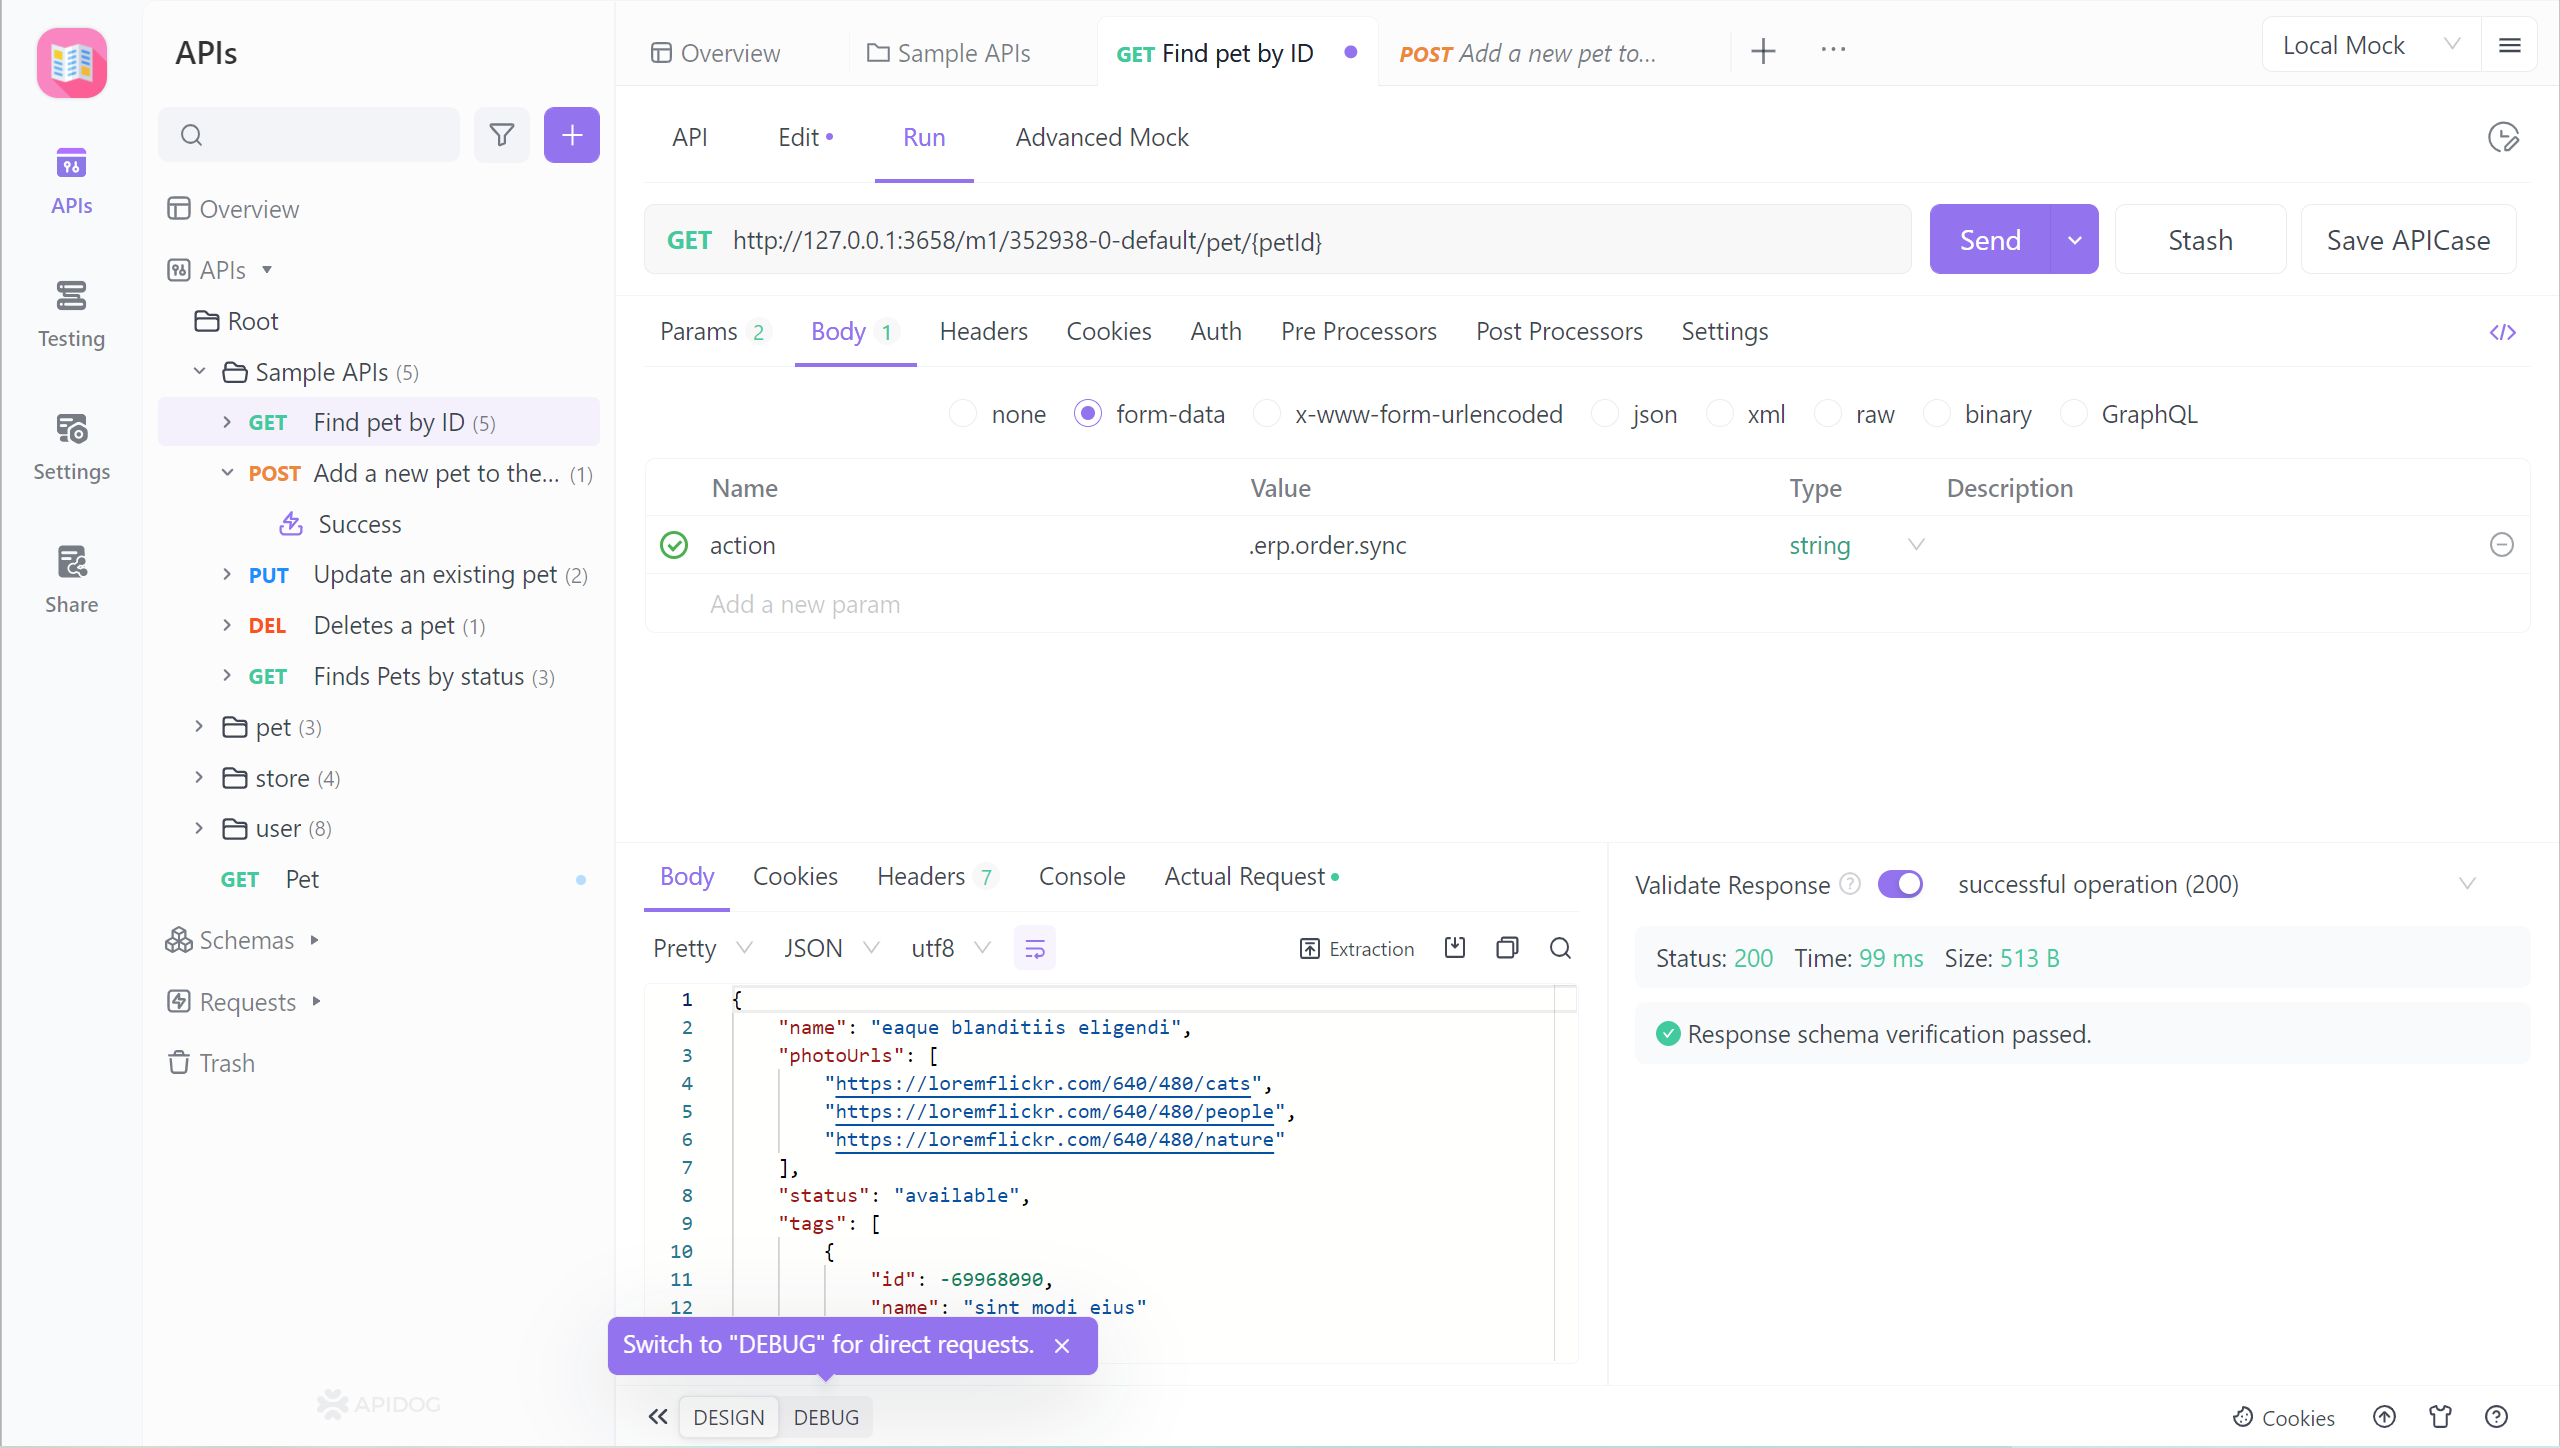 APIs
Testing
Settings
Share
APIs
Overview
APIs
Root
Sample APIs (5)
GET Find pet by ID (5)
POST Add a new pet to the... (1)
Success
PUT Update an existing pet (2)
DEL Deletes a pet (1)
GET Finds Pets by status (3)
pet (3)
store (4)
user (8)
GET Pet
Schemas
Requests
Trash
APIDOG
Overview
Sample APIs
GET Find pet by ID
POST Add a new pet to...
Local Mock
API
Edit
Run
Advanced Mock
GET http://127.0.0.1:3658/m1/352938-0-default/pet/{petId}
Send
Stash
Save APICase
Params 2
Body 1
Headers
Cookies
Auth
Pre Processors
Post Processors
Settings
none
form-data
x-www-form-urlencoded
json
xml
raw
binary
GraphQL
Name Value Type Description
action .erp.order.sync string
Add a new param
Body
Cookies
Headers 7
Console
Actual Request
Pretty
JSON
utf8
Extraction
1 {
2 "name": "eaque blanditiis eligendi",
3 "photoUrls": [
4 "https://loremflickr.com/640/480/cats",
5 "https://loremflickr.com/640/480/people",
6 "https://loremflickr.com/640/480/nature"
7 ],
8 "status": "available",
9 "tags": [
10 {
11 "id": -69968090,
12 "name": "sint modi eius"
Validate Response ?
successful operation (200)
Status: 200 Time: 99 ms Size: 513 B
Response schema verification passed.
Switch to "DEBUG" for direct requests.
DESIGN
DEBUG
Cookies